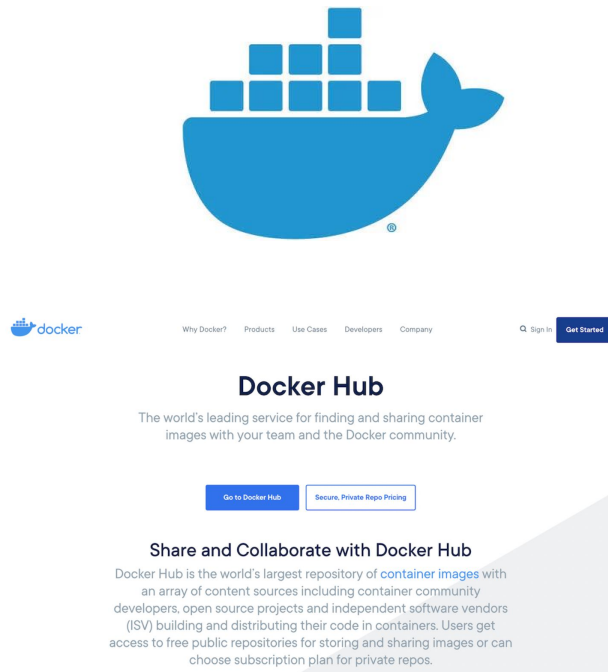 ®
docker
Why Docker? Products Use Cases Developers Company
Sign In Get Started
Docker Hub
The world's leading service for finding and sharing container
images with your team and the Docker community.
Go to Docker Hub Secure, Private Repo Pricing
Share and Collaborate with Docker Hub
Docker Hub is the world's largest repository of container images with
an array of content sources including container community
developers, open source projects and independent software vendors
(ISV) building and distributing their code in containers. Users get
access to free public repositories for storing and sharing images or can
choose subscription plan for private repos.